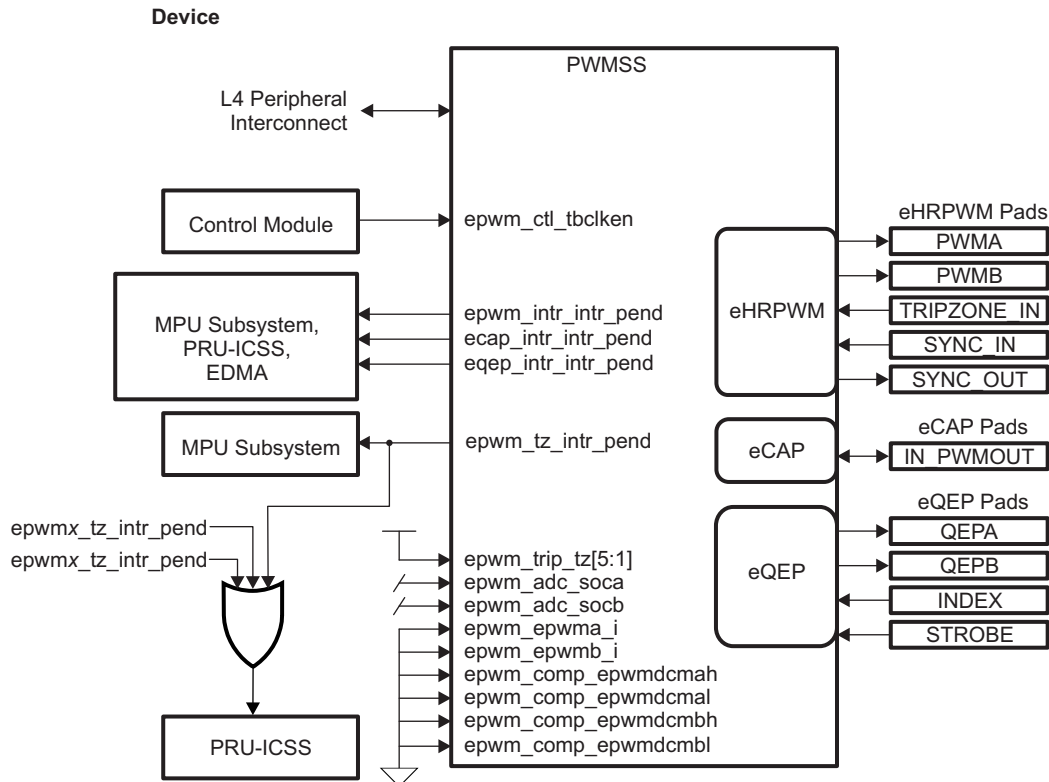 Device
PWMSS
L4 Peripheral
Interconnect
Control Module
epwm_ctl_tbclken
MPU Subsystem,
PRU-ICSS,
EDMA
epwm_intr_intr_pend
ecap_intr_intr_pend
eqep_intr_intr_pend
MPU Subsystem
epwm_tz_intr_pend
epwmx_tz_intr_pend
epwmx_tz_intr_pend
PRU-ICSS
epwm_trip_tz[5:1]
epwm_adc_soca
epwm_adc_socb
epwm_epwma_i
epwm_epwmb_i
epwm_comp_epwmdcmah
epwm_comp_epwmdcmal
epwm_comp_epwmdcmbh
epwm_comp_epwmdcmbl
eHRPWM
eHRPWM Pads
PWMA
PWMB
TRIPZONE_IN
SYNC_IN
SYNC_OUT
eCAP
eCAP Pads
IN_PWMOUT
eQEP
eQEP Pads
QEPA
QEPB
INDEX
STROBE